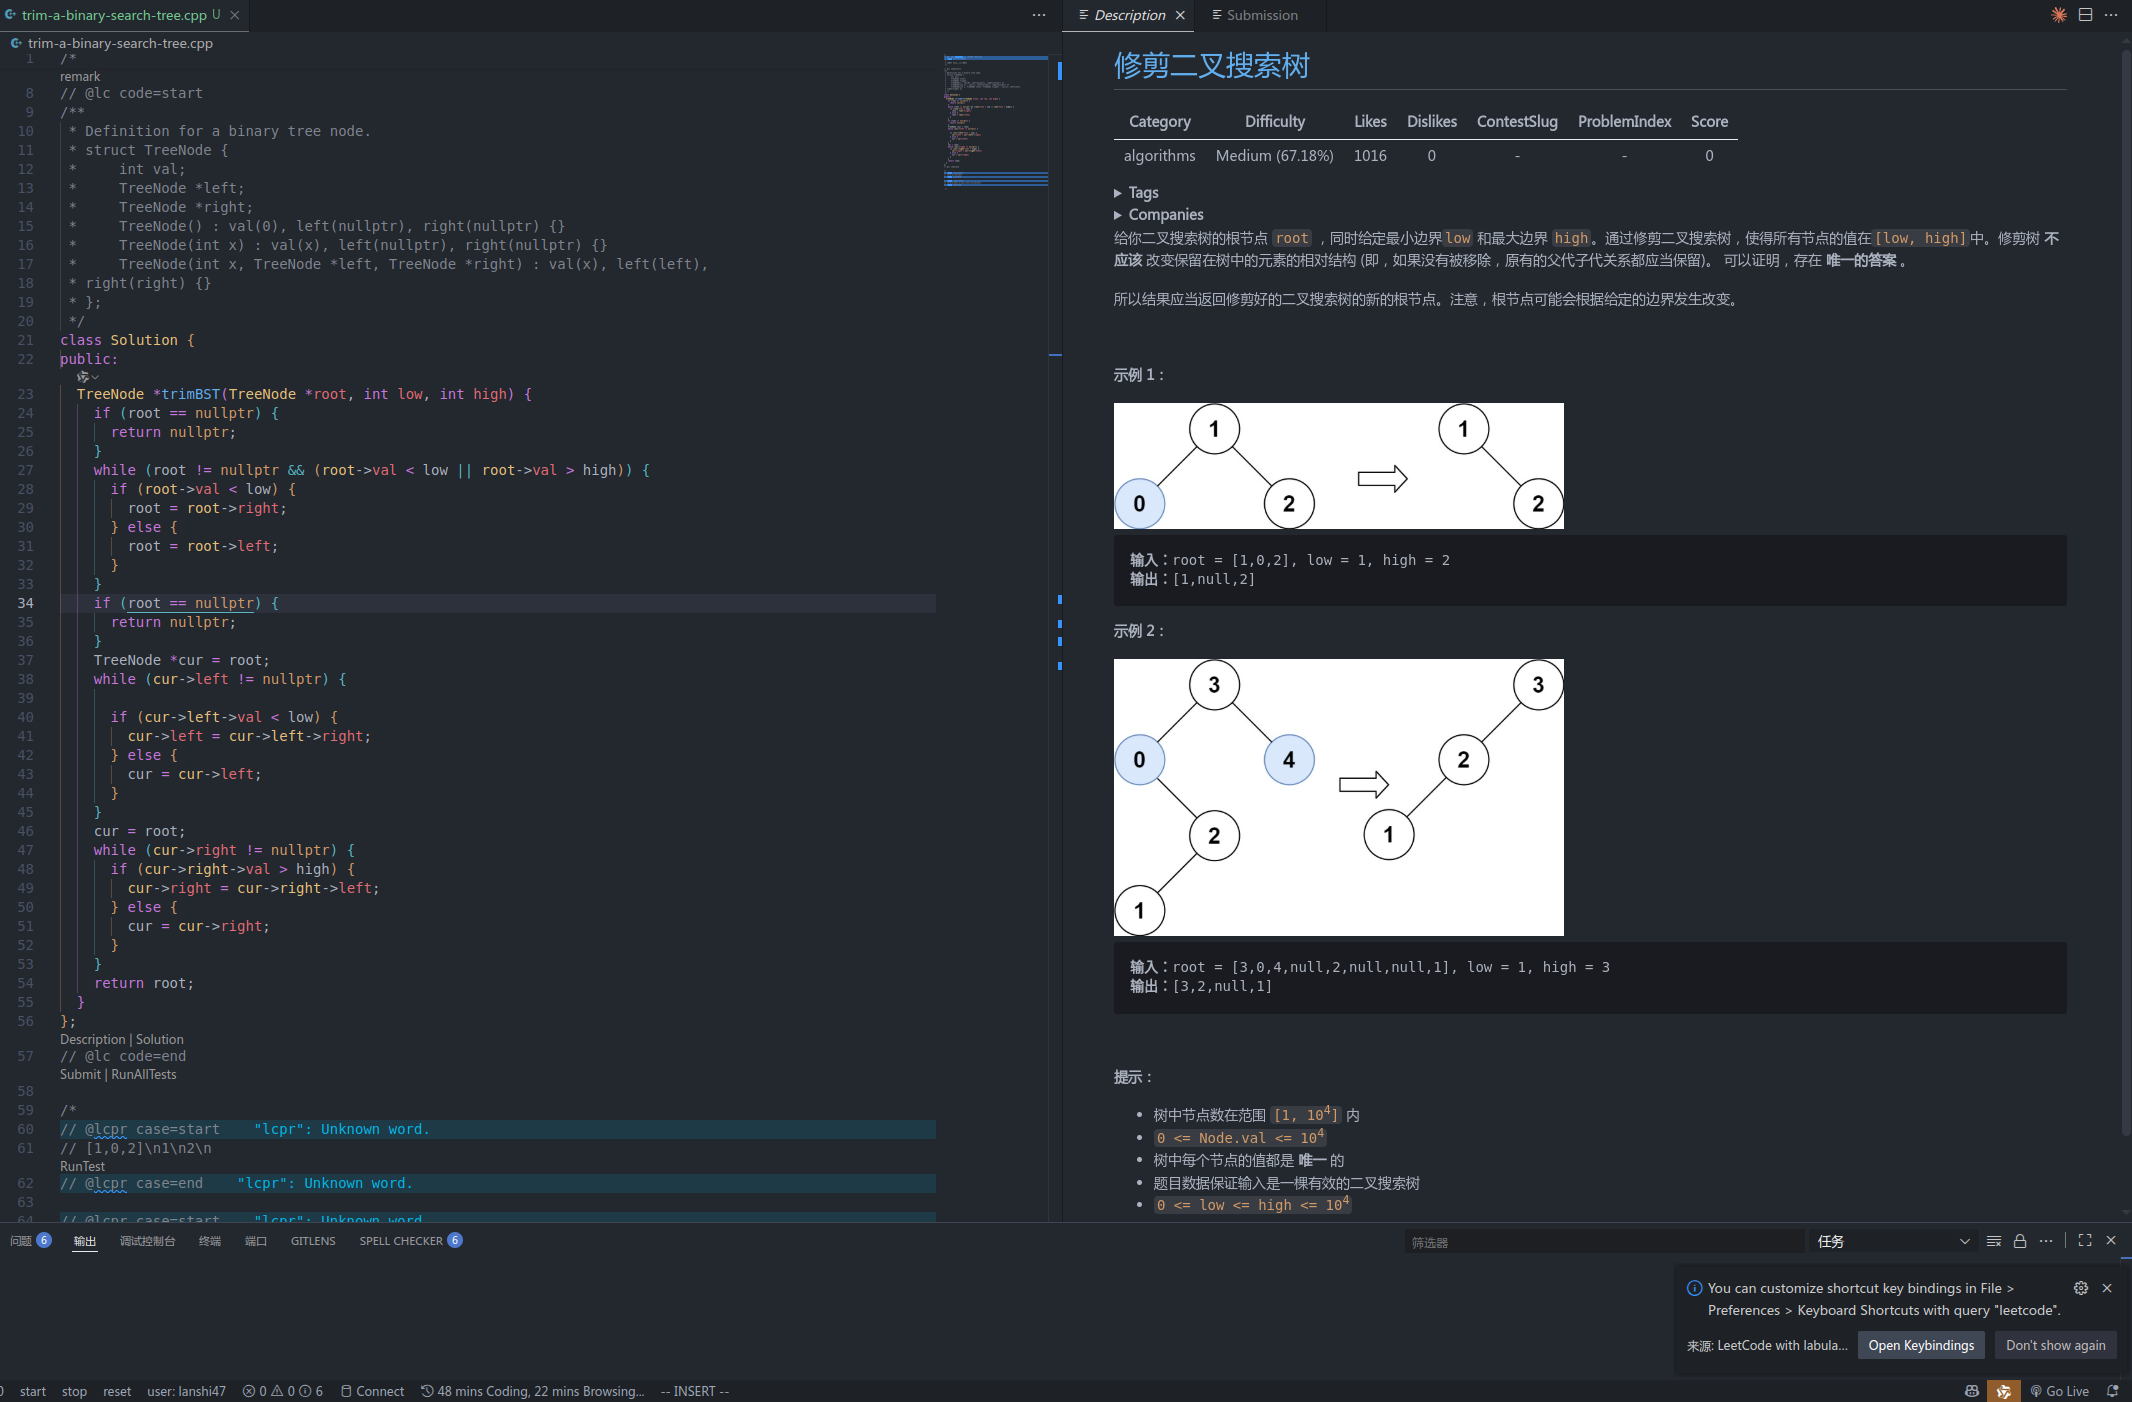 trim-a-binary-search-tree.cpp U
trim-a-binary-search-tree.cpp
1 /*
remark
8 // @lc code=start
9 /**
10 * Definition for a binary tree node.
11 * struct TreeNode {
12 *     int val;
13 *     TreeNode *left;
14 *     TreeNode *right;
15 *     TreeNode() : val(0), left(nullptr), right(nullptr) {}
16 *     TreeNode(int x) : val(x), left(nullptr), right(nullptr) {}
17 *     TreeNode(int x, TreeNode *left, TreeNode *right) : val(x), left(left),
18 * right(right) {}
19 * };
20 */
21 class Solution {
22 public:
23 TreeNode *trimBST(TreeNode *root, int low, int high) {
24 if (root == nullptr) {
25 return nullptr;
26 }
27 while (root != nullptr && (root->val < low || root->val > high)) {
28 if (root->val < low) {
29 root = root->right;
30 } else {
31 root = root->left;
32 }
33 }
34 if (root == nullptr) {
35 return nullptr;
36 }
37 TreeNode *cur = root;
38 while (cur->left != nullptr) {
39
40 if (cur->left->val < low) {
41 cur->left = cur->left->right;
42 } else {
43 cur = cur->left;
44 }
45 }
46 cur = root;
47 while (cur->right != nullptr) {
48 if (cur->right->val > high) {
49 cur->right = cur->right->left;
50 } else {
51 cur = cur->right;
52 }
53 }
54 return root;
55 }
56 };
Description | Solution
57 // @lc code=end
Submit | RunAllTests
58
59 /*
60 // @lcpr case=start    "lcpr": Unknown word.
61 // [1,0,2]\n1\n2\n
RunTest
62 // @lcpr case=end    "lcpr": Unknown word.
63
64 // @lcpr case=start    "lcpr": Unknown word.
Description
Submission
修剪二叉搜索树
Category Difficulty Likes Dislikes ContestSlug ProblemIndex Score
algorithms Medium (67.18%) 1016 0 - - 0
Tags
Companies
给你二叉搜索树的根节点 root ，同时给定最小边界low 和最大边界 high。通过修剪二叉搜索树，使得所有节点的值在[low, high]中。修剪树 不
应该 改变保留在树中的元素的相对结构 (即，如果没有被移除，原有的父代子代关系都应当保留)。 可以证明，存在 唯一的答案 。
所以结果应当返回修剪好的二叉搜索树的新的根节点。注意，根节点可能会根据给定的边界发生改变。
示例 1：
1 1
0 2 2
输入：root = [1,0,2], low = 1, high = 2
输出：[1,null,2]
示例 2：
3 3
0 4 2
2 1
1
输入：root = [3,0,4,null,2,null,null,1], low = 1, high = 3
输出：[3,2,null,1]
提示：
• 树中节点数在范围 [1, 10⁴] 内
• 0 <= Node.val <= 10⁴
• 树中每个节点的值都是 唯一 的
• 题目数据保证输入是一棵有效的二叉搜索树
• 0 <= low <= high <= 10⁴
问题 6 输出 调试控制台 终端 端口 GITLENS SPELL CHECKER 6
筛选器 任务
You can customize shortcut key bindings in File >
Preferences > Keyboard Shortcuts with query "leetcode".
来源: LeetCode with labula... Open Keybindings Don't show again
start stop reset user: lanshi47 0 0 6 Connect 48 mins Coding, 22 mins Browsing... -- INSERT -- Go Live